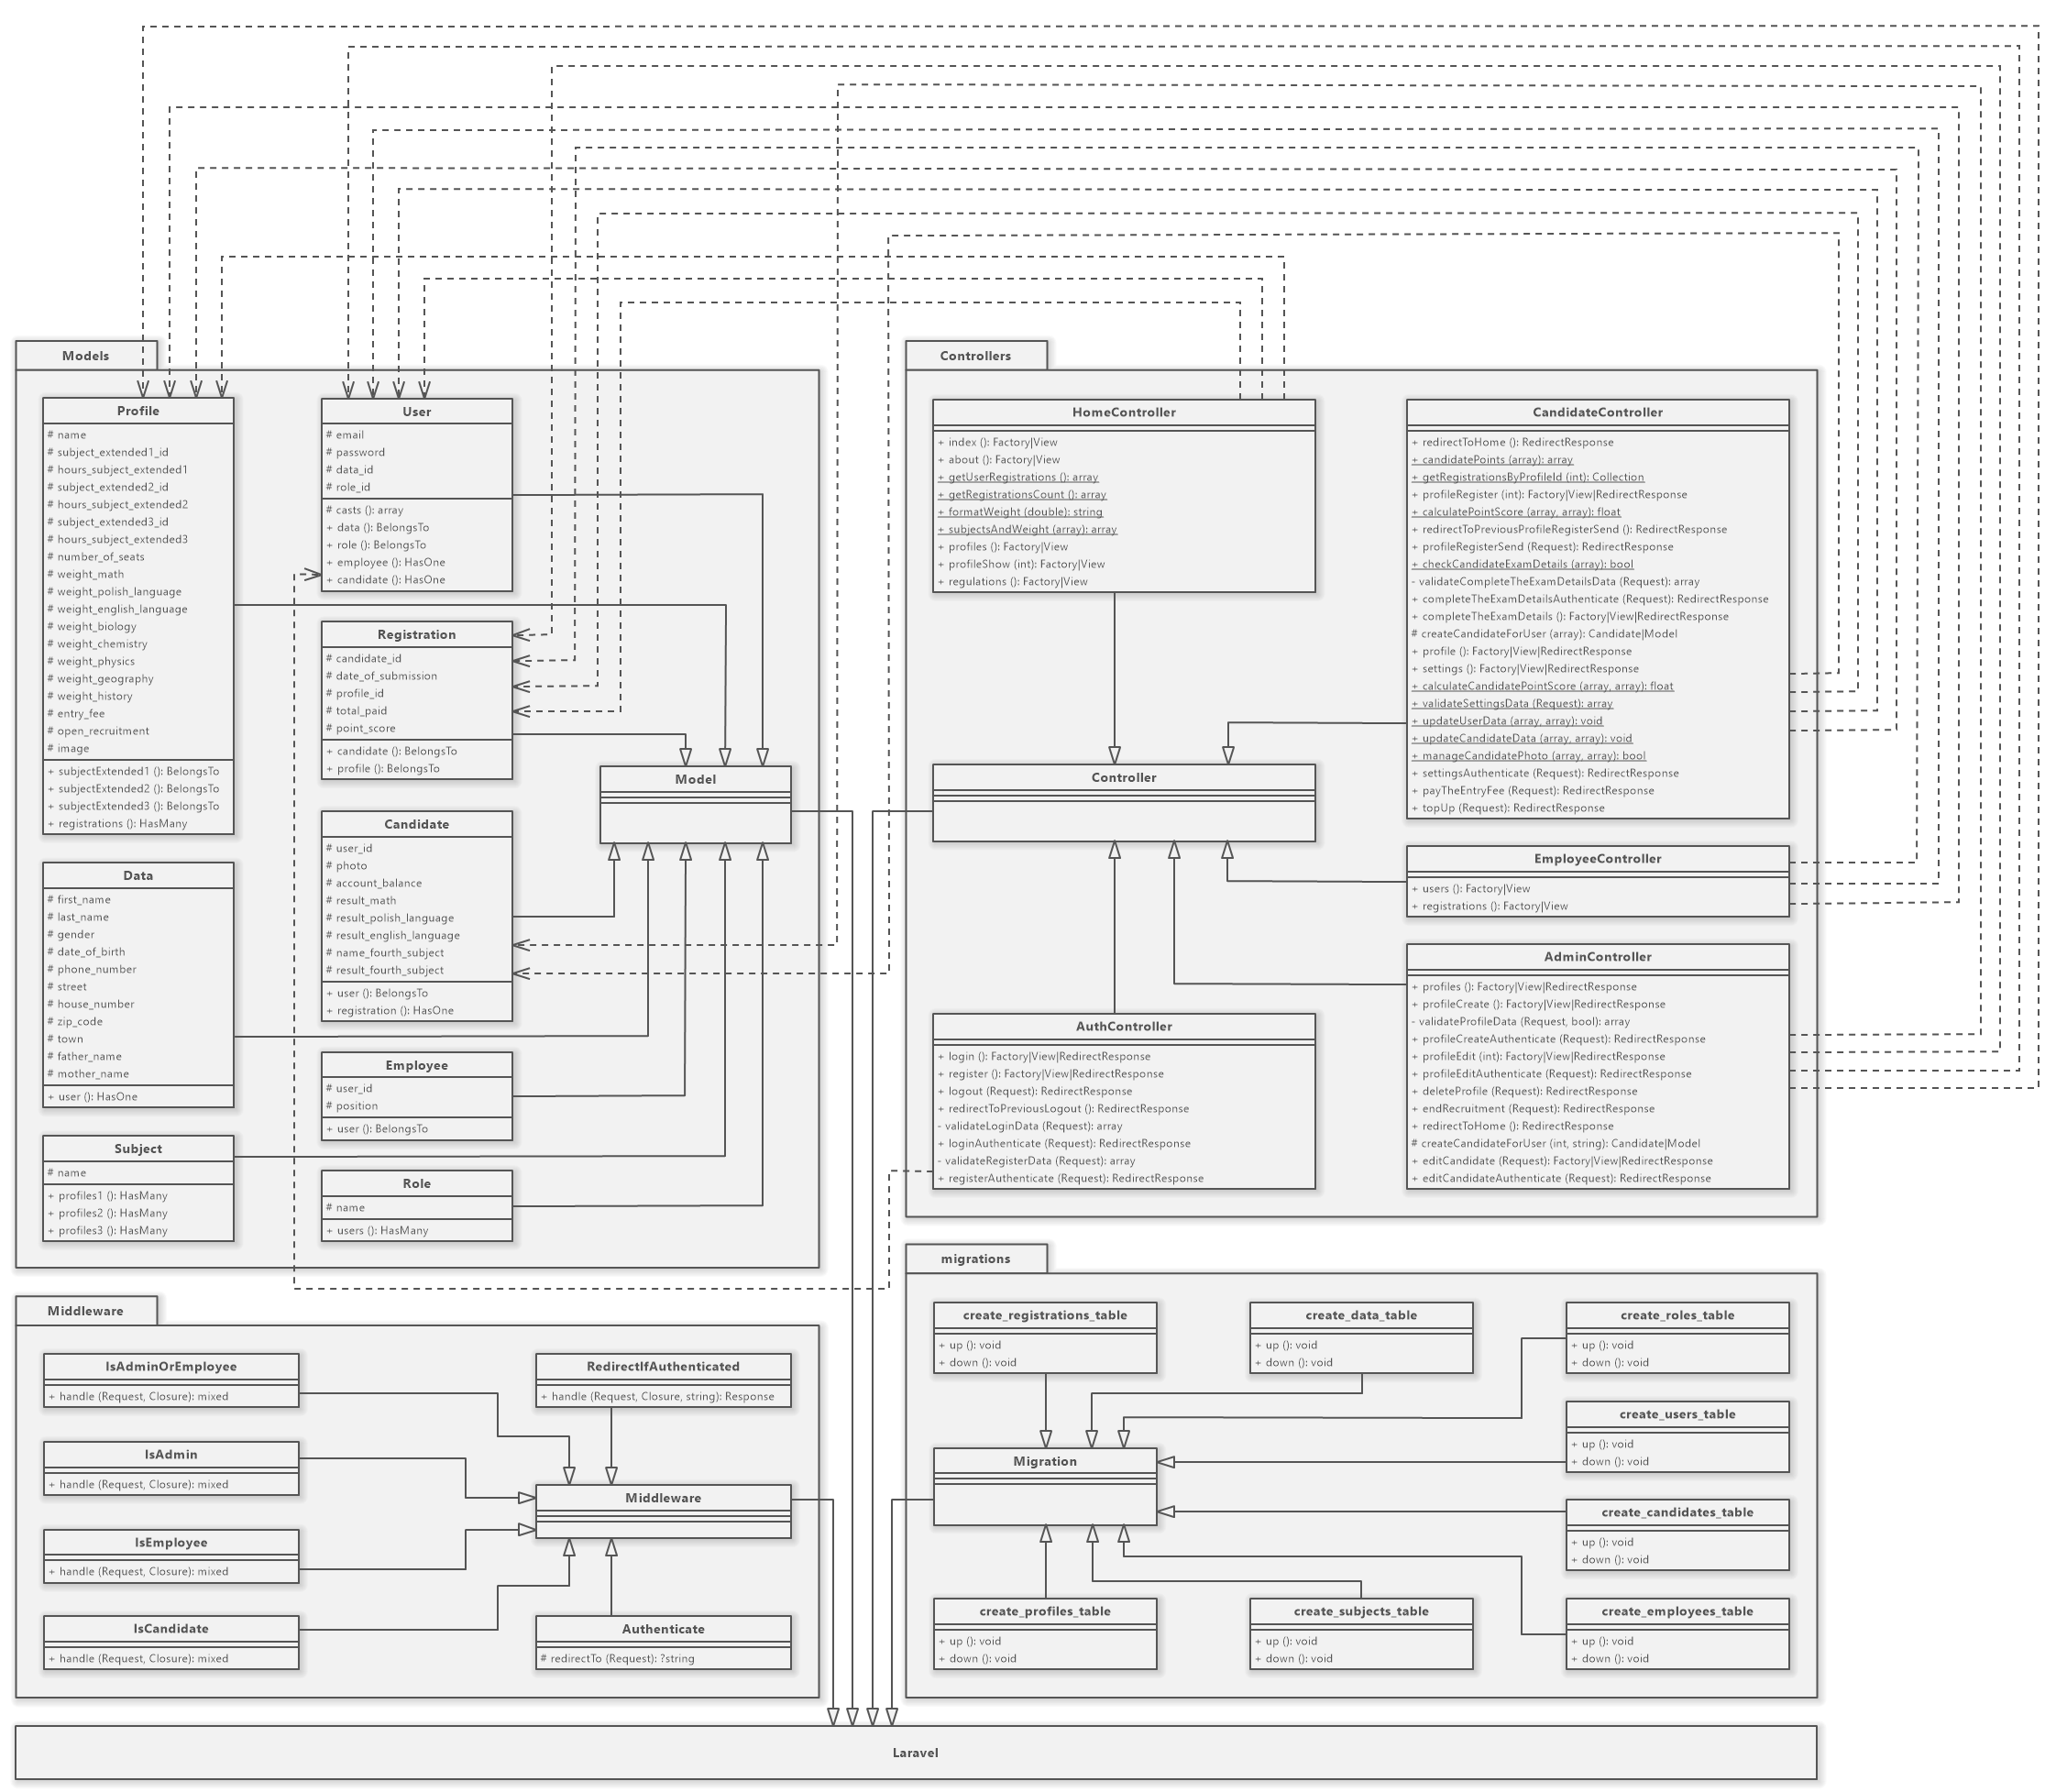 Models
Profile
# name
# subject_extended1_id
# hours_subject_extended1
# subject_extended2_id
# hours_subject_extended2
# subject_extended3_id
# hours_subject_extended3
# number_of_seats
# weight_math
# weight_polish_language
# weight_english_language
# weight_biology
# weight_chemistry
# weight_physics
# weight_geography
# weight_history
# entry_fee
# open_recruitment
# image
+ subjectExtended1 (): BelongsTo
+ subjectExtended2 (): BelongsTo
+ subjectExtended3 (): BelongsTo
+ registrations (): HasMany
Data
# first_name
# last_name
# gender
# date_of_birth
# phone_number
# street
# house_number
# zip_code
# town
# father_name
# mother_name
+ user (): HasOne
Subject
# name
+ profiles1 (): HasMany
+ profiles2 (): HasMany
+ profiles3 (): HasMany
User
# email
# password
# data_id
# role_id
# casts (): array
+ data (): BelongsTo
+ role (): BelongsTo
+ employee (): HasOne
+ candidate (): HasOne
Registration
# candidate_id
# date_of_submission
# profile_id
# total_paid
# point_score
+ candidate (): BelongsTo
+ profile (): BelongsTo
Candidate
# user_id
# photo
# account_balance
# result_math
# result_polish_language
# result_english_language
# name_fourth_subject
# result_fourth_subject
+ user (): BelongsTo
+ registration (): HasOne
Employee
# user_id
# position
+ user (): BelongsTo
Role
# name
+ users (): HasMany
Model
Controllers
HomeController
+ index (): Factory|View
+ about (): Factory|View
+ getUserRegistrations (): array
+ getRegistrationsCount (): array
+ formatWeight (double): string
+ subjectsAndWeight (array): array
+ profiles (): Factory|View
+ profileShow (int): Factory|View
+ regulations (): Factory|View
Controller
AuthController
+ login (): Factory|View|RedirectResponse
+ register (): Factory|View|RedirectResponse
+ logout (Request): RedirectResponse
+ redirectToPreviousLogout (): RedirectResponse
- validateLoginData (Request): array
+ loginAuthenticate (Request): RedirectResponse
- validateRegisterData (Request): array
+ registerAuthenticate (Request): RedirectResponse
CandidateController
+ redirectToHome (): RedirectResponse
+ candidatePoints (array): array
+ getRegistrationsByProfileId (int): Collection
+ profileRegister (int): Factory|View|RedirectResponse
+ calculatePointScore (array, array): float
+ redirectToPreviousProfileRegisterSend (): RedirectResponse
+ profileRegisterSend (Request): RedirectResponse
+ checkCandidateExamDetails (array): bool
- validateCompleteTheExamDetailsData (Request): array
+ completeTheExamDetailsAuthenticate (Request): RedirectResponse
+ completeTheExamDetails (): Factory|View|RedirectResponse
# createCandidateForUser (array): Candidate|Model
+ profile (): Factory|View|RedirectResponse
+ settings (): Factory|View|RedirectResponse
+ calculateCandidatePointScore (array, array): float
+ validateSettingsData (Request): array
+ updateUserData (array, array): void
+ updateCandidateData (array, array): void
+ manageCandidatePhoto (array, array): bool
+ settingsAuthenticate (Request): RedirectResponse
+ payTheEntryFee (Request): RedirectResponse
+ topUp (Request): RedirectResponse
EmployeeController
+ users (): Factory|View
+ registrations (): Factory|View
AdminController
+ profiles (): Factory|View|RedirectResponse
+ profileCreate (): Factory|View|RedirectResponse
- validateProfileData (Request, bool): array
+ profileCreateAuthenticate (Request): RedirectResponse
+ profileEdit (int): Factory|View|RedirectResponse
+ profileEditAuthenticate (Request): RedirectResponse
+ deleteProfile (Request): RedirectResponse
+ endRecruitment (Request): RedirectResponse
+ redirectToHome (): RedirectResponse
# createCandidateForUser (int, string): Candidate|Model
+ editCandidate (Request): Factory|View|RedirectResponse
+ editCandidateAuthenticate (Request): RedirectResponse
Middleware
IsAdminOrEmployee
+ handle (Request, Closure): mixed
IsAdmin
+ handle (Request, Closure): mixed
IsEmployee
+ handle (Request, Closure): mixed
IsCandidate
+ handle (Request, Closure): mixed
RedirectIfAuthenticated
+ handle (Request, Closure, string): Response
Middleware
Authenticate
# redirectTo (Request): ?string
migrations
create_registrations_table
+ up (): void
+ down (): void
create_data_table
+ up (): void
+ down (): void
create_roles_table
+ up (): void
+ down (): void
create_users_table
+ up (): void
+ down (): void
Migration
create_candidates_table
+ up (): void
+ down (): void
create_profiles_table
+ up (): void
+ down (): void
create_subjects_table
+ up (): void
+ down (): void
create_employees_table
+ up (): void
+ down (): void
Laravel